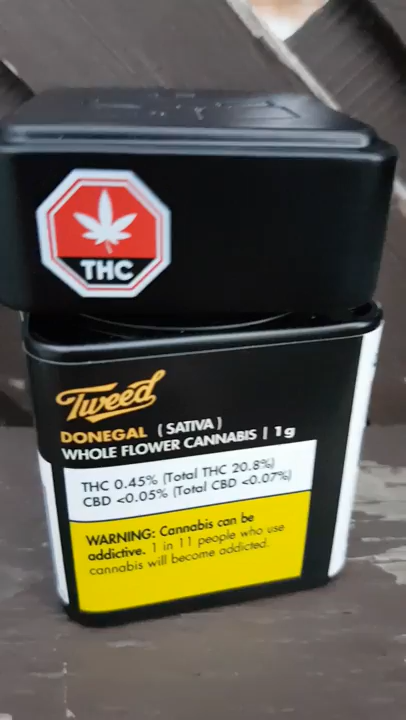 THC
Tweed
DONEGAL (SATIVA)
WHOLE FLOWER CANNABIS | 1g
THC 0.45% (Total THC 20.8%)
CBD <0.05% (Total CBD <0.07%)
WARNING: Cannabis can be
addictive. 1 in 11 people who use
cannabis will become addicted.